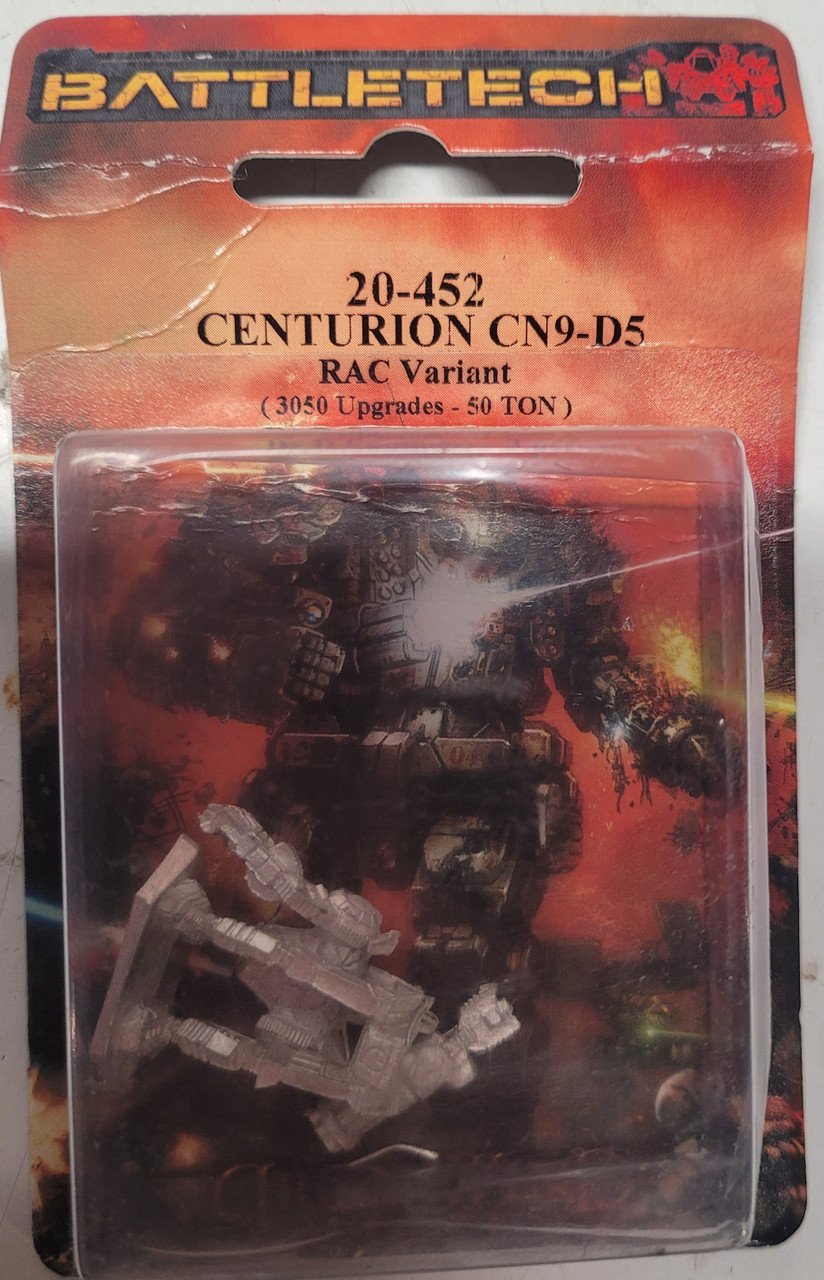 BATTLETECH
20-452
CENTURION CN9-D5
RAC Variant
( 3050 Upgrades - 50 TON )